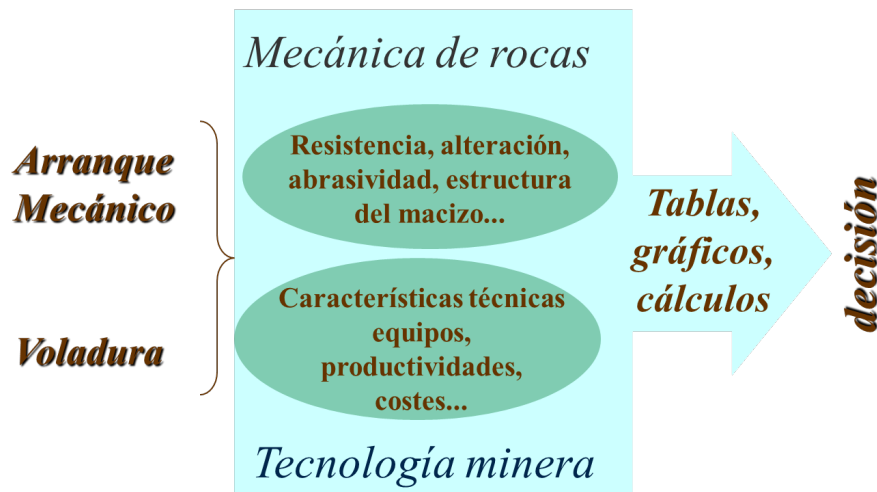 Mecánica de rocas
Arranque
Mecánico
Voladura
Resistencia, alteración,
abrasividad, estructura
del macizo...
Característícas técnicas
equipos,
productividades,
costes...
Tecnología minera
Tablas,
gráficos,
cálculos
decisión